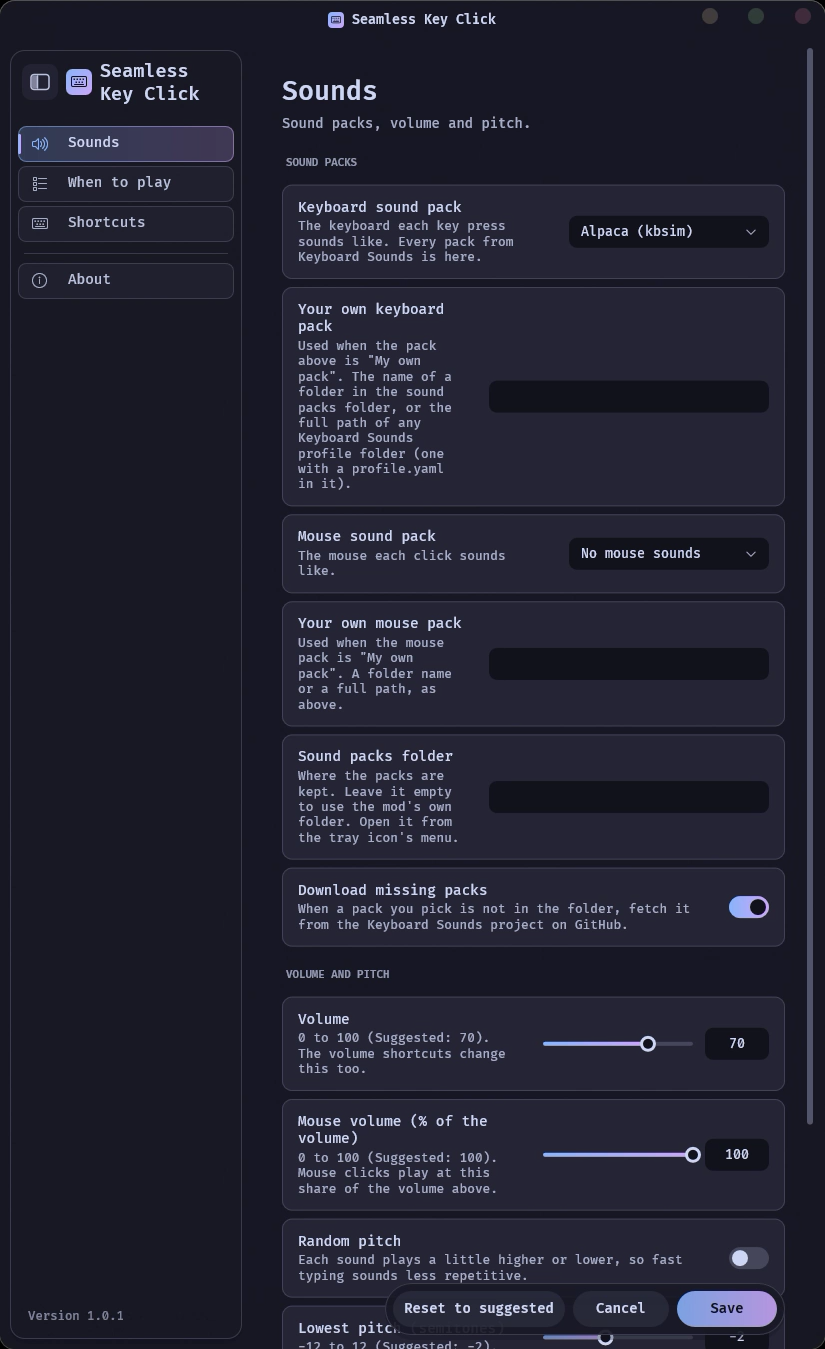 Seamless Key Click
Seamless
Key Click
Sounds
When to play
Shortcuts
About
Version 1.0.1
Sounds
Sound packs, volume and pitch.
SOUND PACKS
Keyboard sound pack
The keyboard each key press
sounds like. Every pack from
Keyboard Sounds is here.
Alpaca (kbsim)
Your own keyboard
pack
Used when the pack
above is "My own
pack". The name of a
folder in the sound
packs folder, or the
full path of any
Keyboard Sounds
profile folder (one
with a profile.yaml
in it).
Mouse sound pack
The mouse each click sounds
like.
No mouse sounds
Your own mouse pack
Used when the mouse
pack is "My own
pack". A folder name
or a full path, as
above.
Sound packs folder
Where the packs are
kept. Leave it empty
to use the mod's own
folder. Open it from
the tray icon's menu.
Download missing packs
When a pack you pick is not in the folder, fetch it
from the Keyboard Sounds project on GitHub.
VOLUME AND PITCH
Volume
0 to 100 (Suggested: 70).
The volume shortcuts change
this too.
70
Mouse volume (% of the
volume)
0 to 100 (Suggested: 100).
Mouse clicks play at this
share of the volume above.
100
Random pitch
Each sound plays a little higher or lower, so fast
typing sounds less repetitive.
Reset to suggested
Cancel
Save
Lowest pitch (semitones)
-12 to 12 (Suggested: -2).
-2